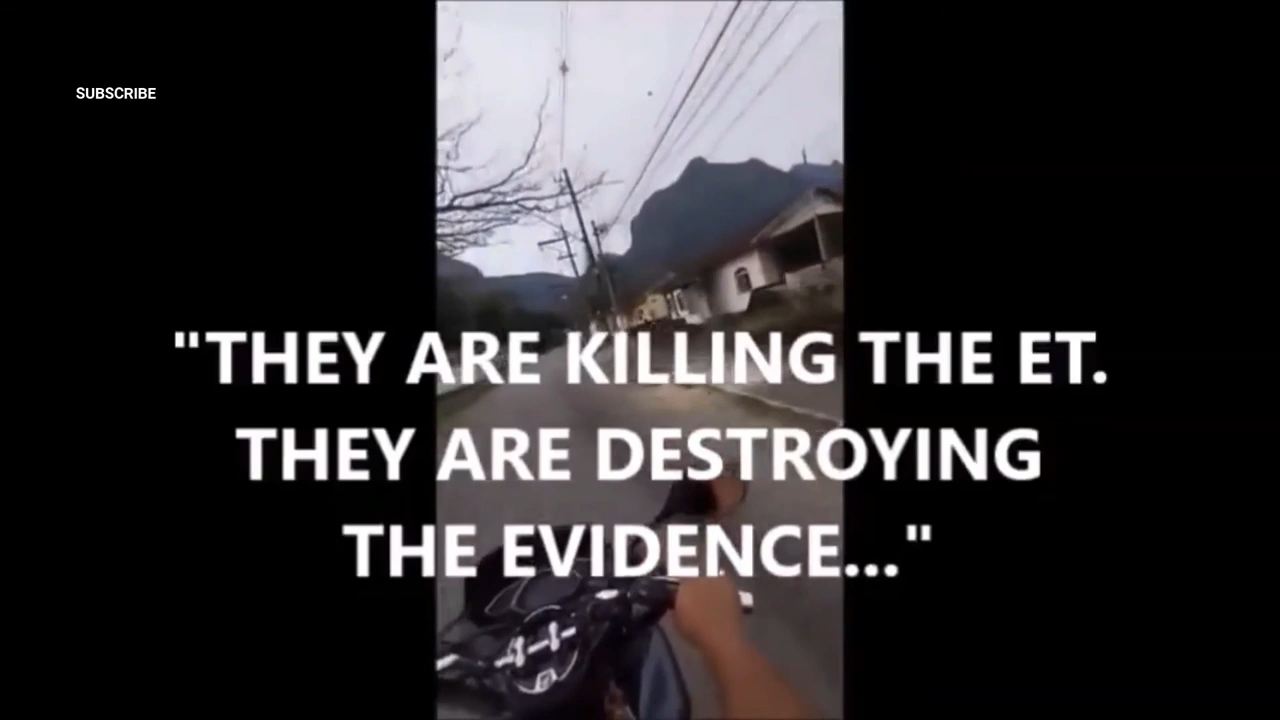 SUBSCRIBE
"THEY ARE KILLING THE ET.
THEY ARE DESTROYING
THE EVIDENCE..."